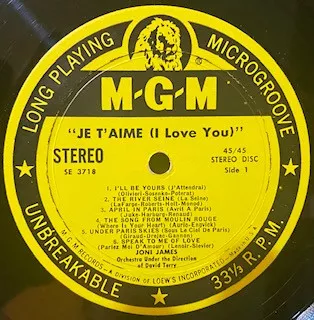 LONG PLAYING MICROGROOVE
M-G-M
"JE T'AIME (I Love You)"
STEREO
SE 3718
45/45
STEREO DISC
Side 1
1. I'LL BE YOURS (J'Attendrai)
(Olivieri-Sosenko-Poterat)
2. THE RIVER SEINE (La Seine)
(LaFarge-Roberts-Holt-Monod)
3. APRIL IN PARIS (Avril A Paris)
(Duke-Harburg-Renaud)
4. THE SONG FROM MOULIN ROUGE
(Where Is Your Heart) (Auric-Engvick)
5. UNDER PARIS SKIES (Sous Le Ciel De Paris)
(Giraud-Drejac-Gannon)
6. SPEAK TO ME OF LOVE
(Parlez Moi D'Amour) (Lenoir-Sievier)
JONI JAMES
Orchestra Under the Direction
of David Terry
M-G-M RECORDS - A DIVISION OF LOEW'S INCORPORATED
UNBREAKABLE 33⅓ R.P.M.